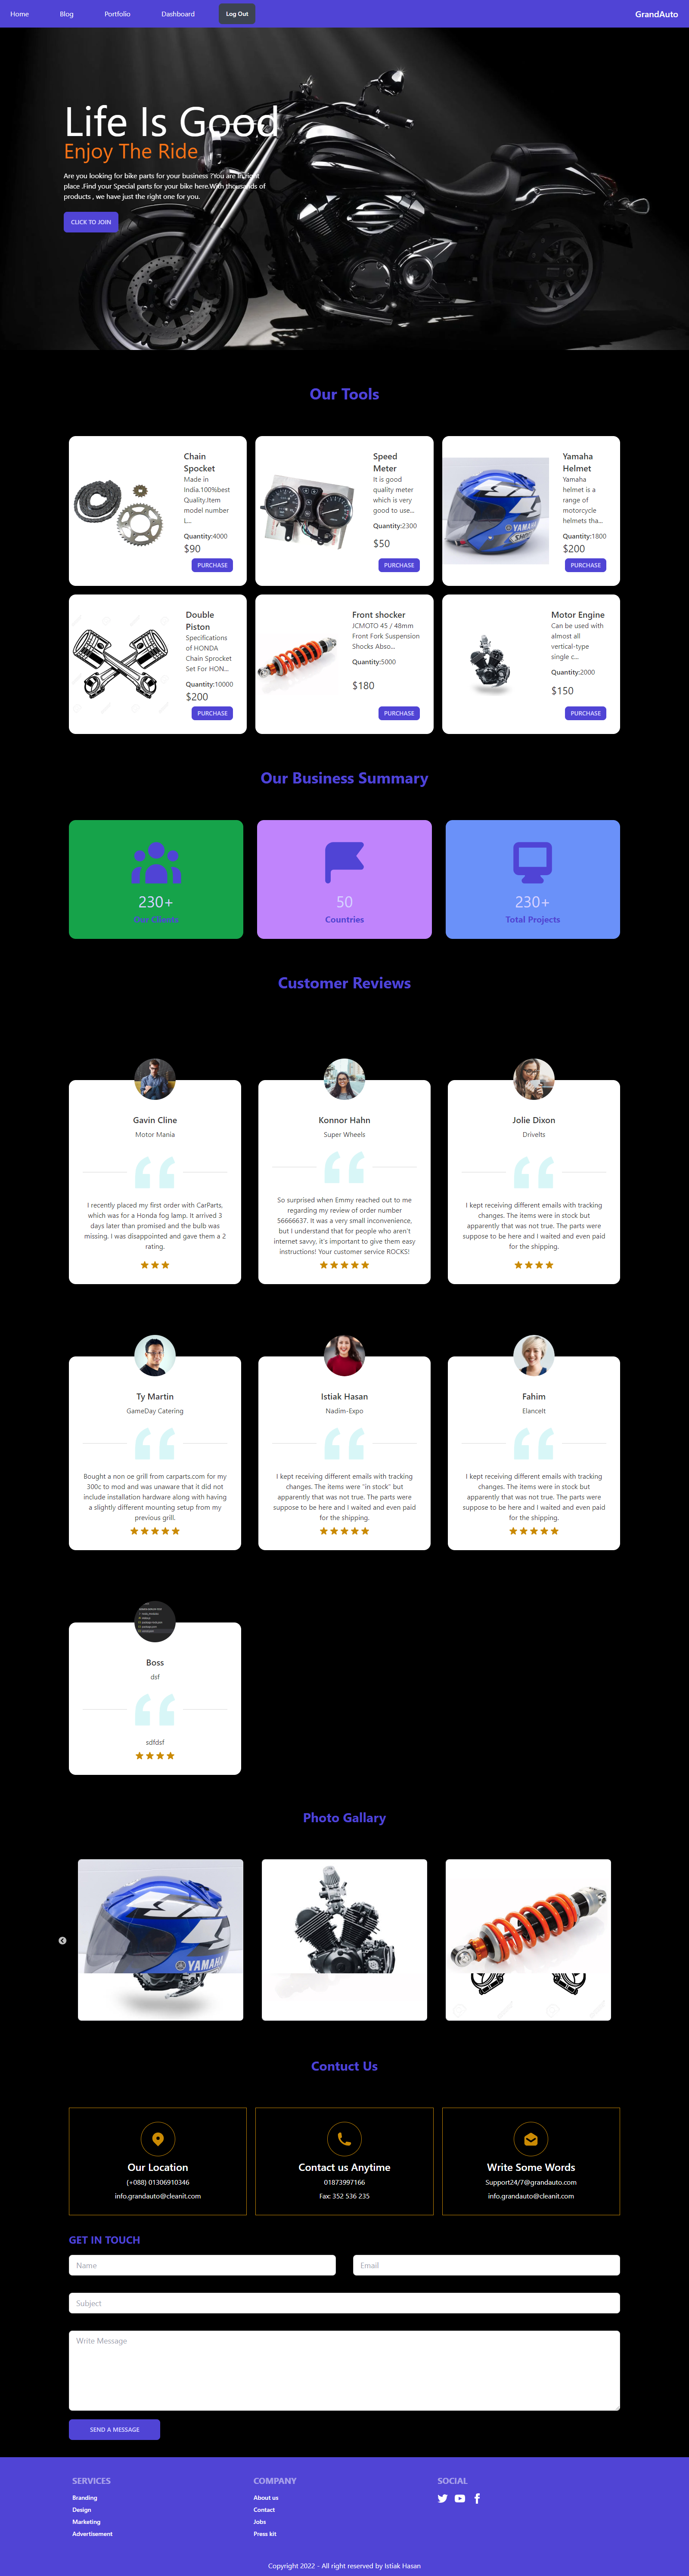 Home Blog Portfolio Dashboard Log Out GrandAuto
Life Is Good
Enjoy The Ride
Are you looking for bike parts for your business ?You are in right
place .Find your Special parts for your bike here.With thousands of
products , we have just the right one for you.
CLICK TO JOIN
Our Tools
Chain
Spocket
Made in
India,100%best
Quality.Item
model number
L...
Quantity:4000
$90
PURCHASE
Speed
Meter
It is good
quality meter
which is very
good to use...
Quantity:2300
$50
PURCHASE
YAMAHA
Yamaha
Helmet
Yamaha
helmet is a
range of
motorcycle
helmets tha...
Quantity:1800
$200
PURCHASE
Double
Piston
Specifications
of HONDA
Chain Sprocket
Set For HON...
Quantity:10000
$200
PURCHASE
Front shocker
JCMOTO 45 / 48mm
Front Fork Suspension
Shocks Abso...
Quantity:5000
$180
PURCHASE
Motor Engine
Can be used with
almost all
vertical-type
single c...
Quantity:2000
$150
PURCHASE
Our Business Summary
230+
Our Clients
50
Countries
230+
Total Projects
Customer Reviews
Gavin Cline
Motor Mania
I recently placed my first order with CarParts,
which was for a Honda fog lamp. It arrived 3
days later than promised and the bulb was
missing. I was disappointed and gave them a 2
rating.
Konnor Hahn
Super Wheels
So surprised when Emmy reached out to me
regarding my review of order number
56666637. It was a very small inconvenience,
but I understand that for people who aren't
internet savvy, it's important to give them easy
instructions! Your customer service ROCKS!
Jolie Dixon
DriveIts
I kept receiving different emails with tracking
changes. The items were in stock but
apparently that was not true. The parts were
suppose to be here and I waited and even paid
for the shipping.
Ty Martin
GameDay Catering
Bought a non oe grill from carparts.com for my
300c to mod and was unaware that it did not
include installation hardware along with having
a slightly different mounting setup from my
previous grill.
Istiak Hasan
Nadim-Expo
I kept receiving different emails with tracking
changes. The items were "in stock" but
apparently that was not true. The parts were
suppose to be here and I waited and even paid
for the shipping.
Fahim
ElanceIt
I kept receiving different emails with tracking
changes. The items were in stock but
apparently that was not true. The parts were
suppose to be here and I waited and even paid
for the shipping.
Boss
dsf
sdfdsf
Photo Gallary
YAMAHA
Contuct Us
Our Location
(+088) 01306910346
info.grandauto@cleanit.com
Contact us Anytime
01873997166
Fax: 352 536 235
Write Some Words
Support24/7@grandauto.com
info.grandauto@cleanit.com
GET IN TOUCH
Name
Email
Subject
Write Message
SEND A MESSAGE
SERVICES
Branding
Design
Marketing
Advertisement
COMPANY
About us
Contact
Jobs
Press kit
SOCIAL
Copyright 2022 - All right reserved by Istiak Hasan